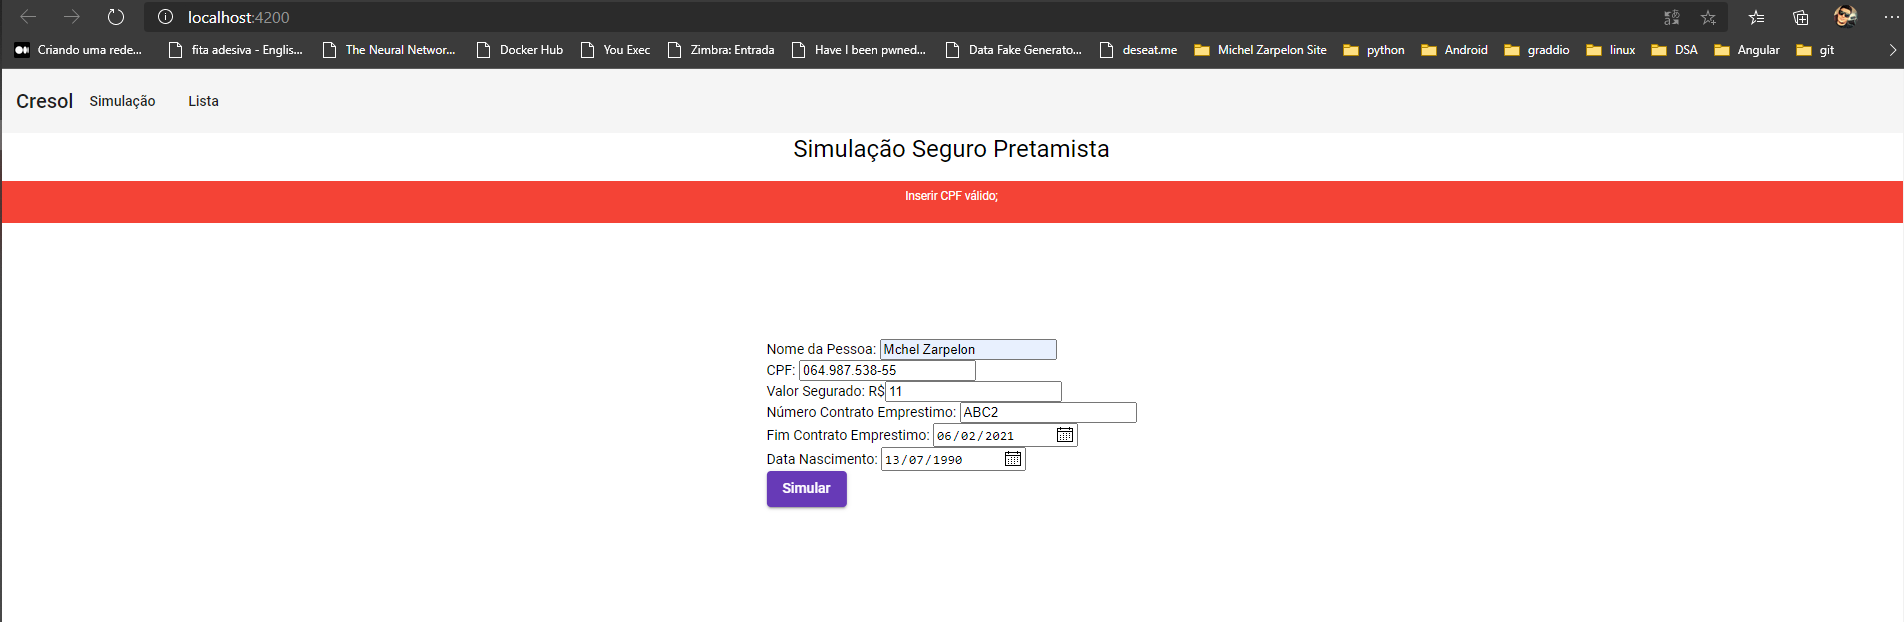 localhost:4200
Criando uma rede... fita adesiva - Englis... The Neural Networ... Docker Hub You Exec Zimbra: Entrada Have I been pwned... Data Fake Generato... deseat.me Michel Zarpelon Site python Android graddio linux DSA Angular git
Cresol Simulação Lista
Simulação Seguro Pretamista
Inserir CPF válido;
Nome da Pessoa: Mchel Zarpelon
CPF: 064.987.538-55
Valor Segurado: R$11
Número Contrato Emprestimo: ABC2
Fim Contrato Emprestimo: 06/02/2021
Data Nascimento: 13/07/1990
Simular